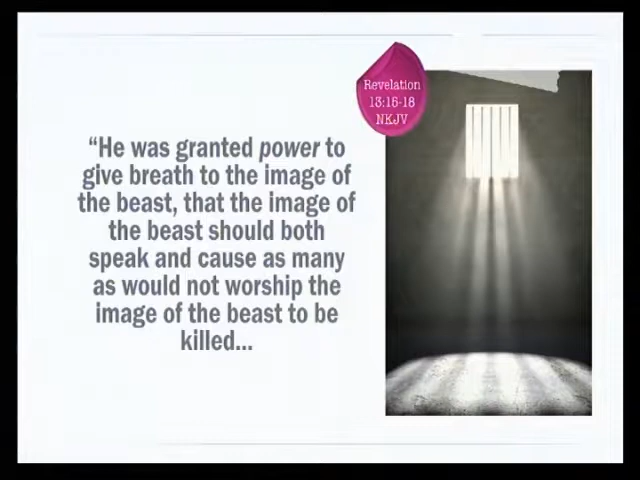 Revelation
13:15-18
NKJV
“He was granted power to
give breath to the image of
the beast, that the image of
the beast should both
speak and cause as many
as would not worship the
image of the beast to be
killed...